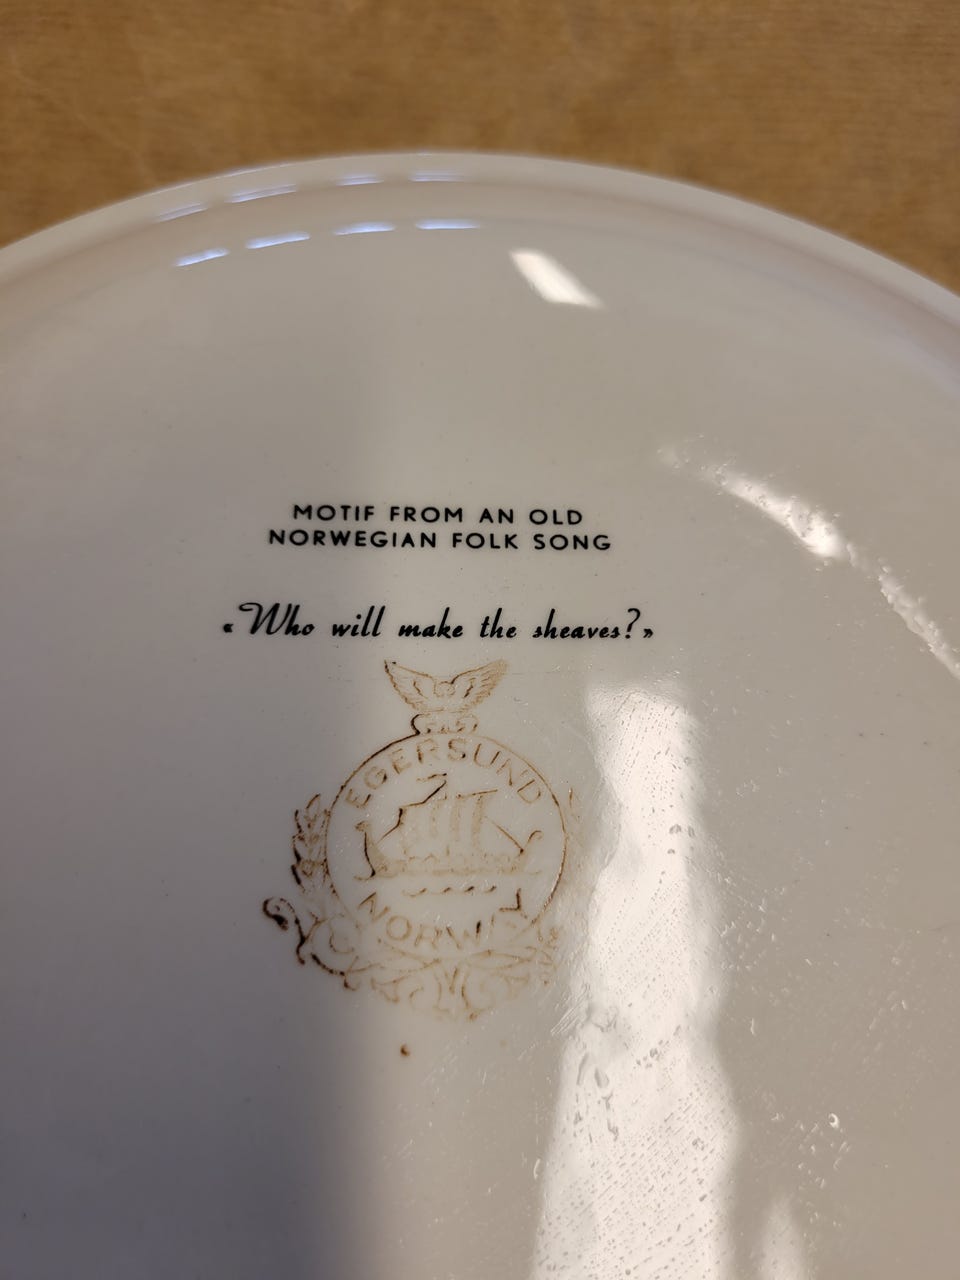 MOTIF FROM AN OLD
NORWEGIAN FOLK SONG
«Who will make the sheaves?»
EGERSUND
NORWAY